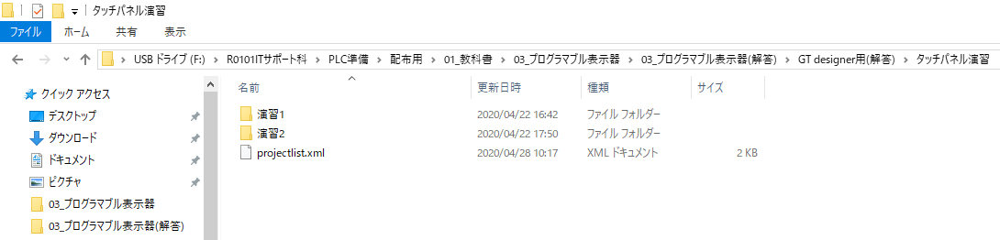 タッチパネル演習
ファイル ホーム 共有 表示
USB ドライブ (F:) > R0101ITサポート科 > PLC準備 > 配布用 > 01_教科書 > 03_プログラマブル表示器 > 03_プログラマブル表示器(解答) > GT designer用(解答) > タッチパネル演習
名前 更新日時 種類 サイズ
クイック アクセス
デスクトップ
ダウンロード
ドキュメント
ピクチャ
03_プログラマブル表示器
03_プログラマブル表示器(解答)
演習1 2020/04/22 16:42 ファイル フォルダー
演習2 2020/04/22 17:50 ファイル フォルダー
projectlist.xml 2020/04/28 10:17 XML ドキュメント 2 KB